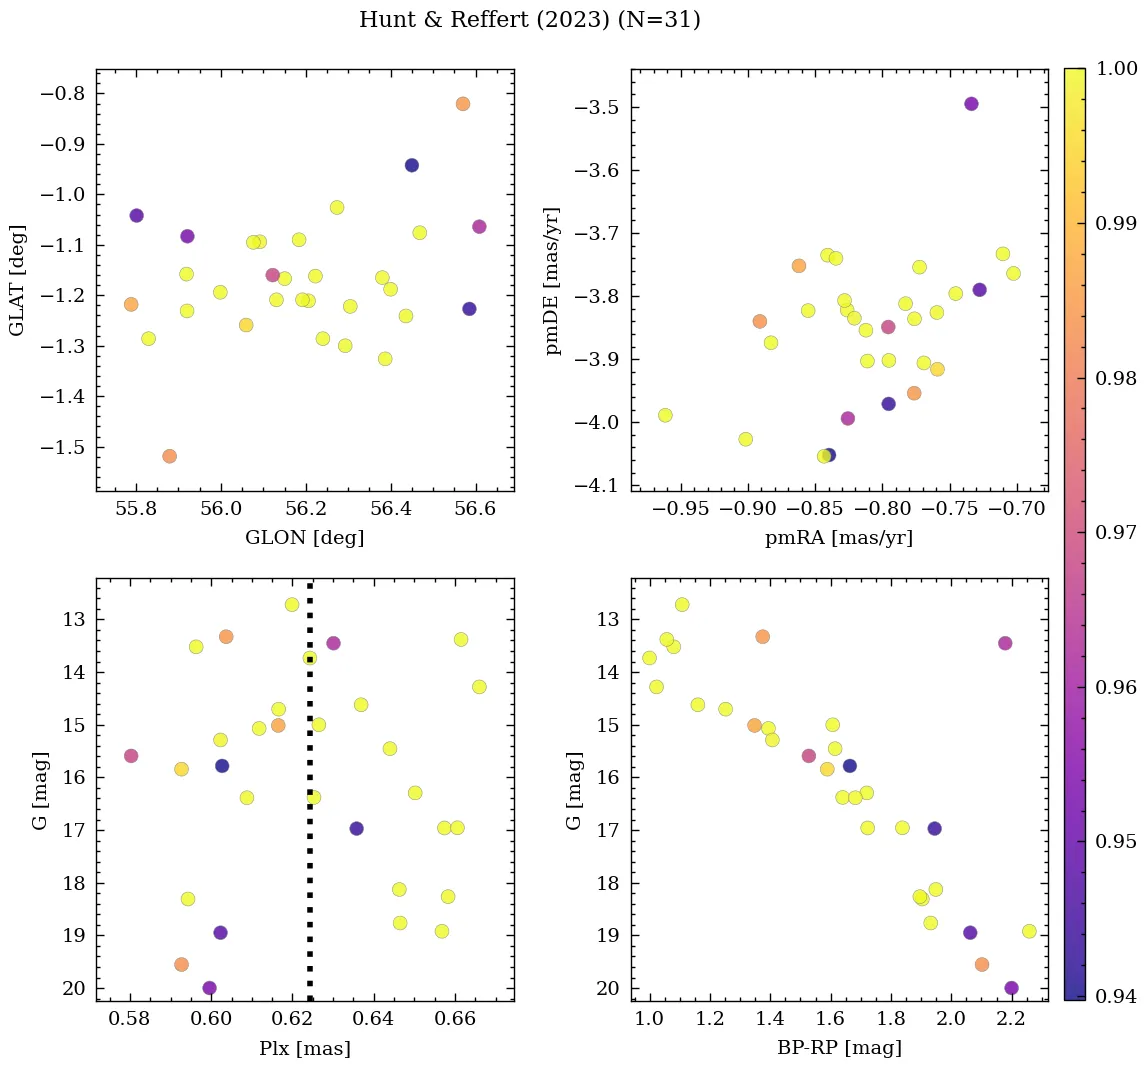 Hunt & Reffert (2023) (N=31)
−0.8
−0.9
−1.0
−1.1
−1.2
−1.3
−1.4
−1.5
GLAT [deg]
55.8 56.0 56.2 56.4 56.6
GLON [deg]
−3.5
−3.6
−3.7
−3.8
−3.9
−4.0
−4.1
pmDE [mas/yr]
−0.95 −0.90 −0.85 −0.80 −0.75 −0.70
pmRA [mas/yr]
13
14
15
16
17
18
19
20
G [mag]
0.58 0.60 0.62 0.64 0.66
Plx [mas]
13
14
15
16
17
18
19
20
G [mag]
1.0 1.2 1.4 1.6 1.8 2.0 2.2
BP-RP [mag]
1.00
0.99
0.98
0.97
0.96
0.95
0.94